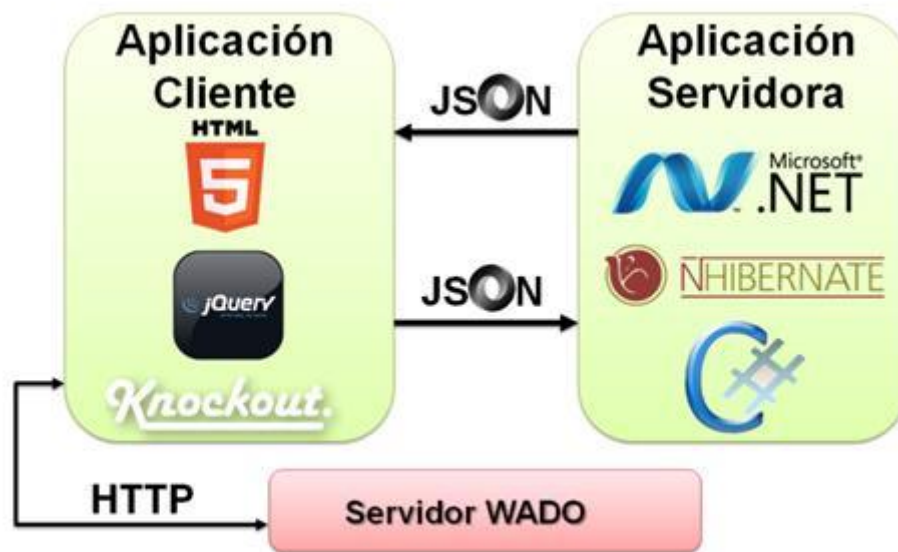 Aplicación
Cliente
HTML
5
jQuery
Knockout.
JSON
JSON
Aplicación
Servidora
Microsoft®
.NET
NHIBERNATE
C#
HTTP
Servidor WADO